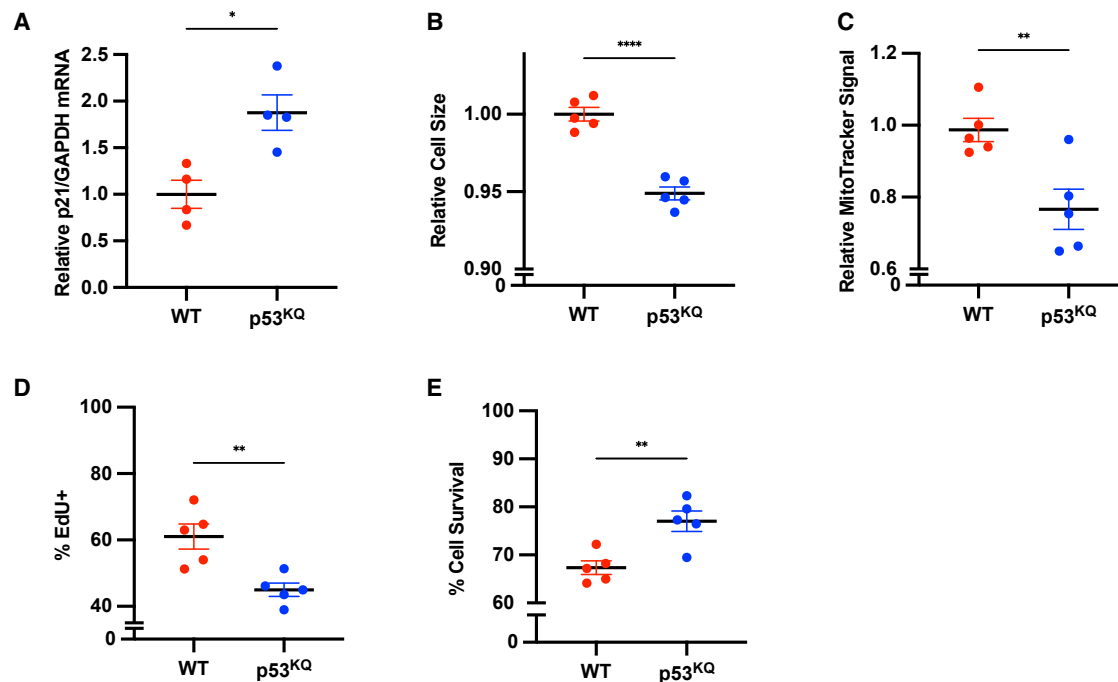 A
Relative p21/GAPDH mRNA
2.5
2.0
1.5
1.0
0.5
0.0
*
WT
p53KQ
B
Relative Cell Size
1.00
0.95
0.90
0
****
WT
p53KQ
C
Relative MitoTracker Signal
1.2
1.0
0.8
0.6
0
**
WT
p53KQ
D
% EdU+
100
80
60
40
0
**
WT
p53KQ
E
% Cell Survival
100
90
80
70
60
0
**
WT
p53KQ